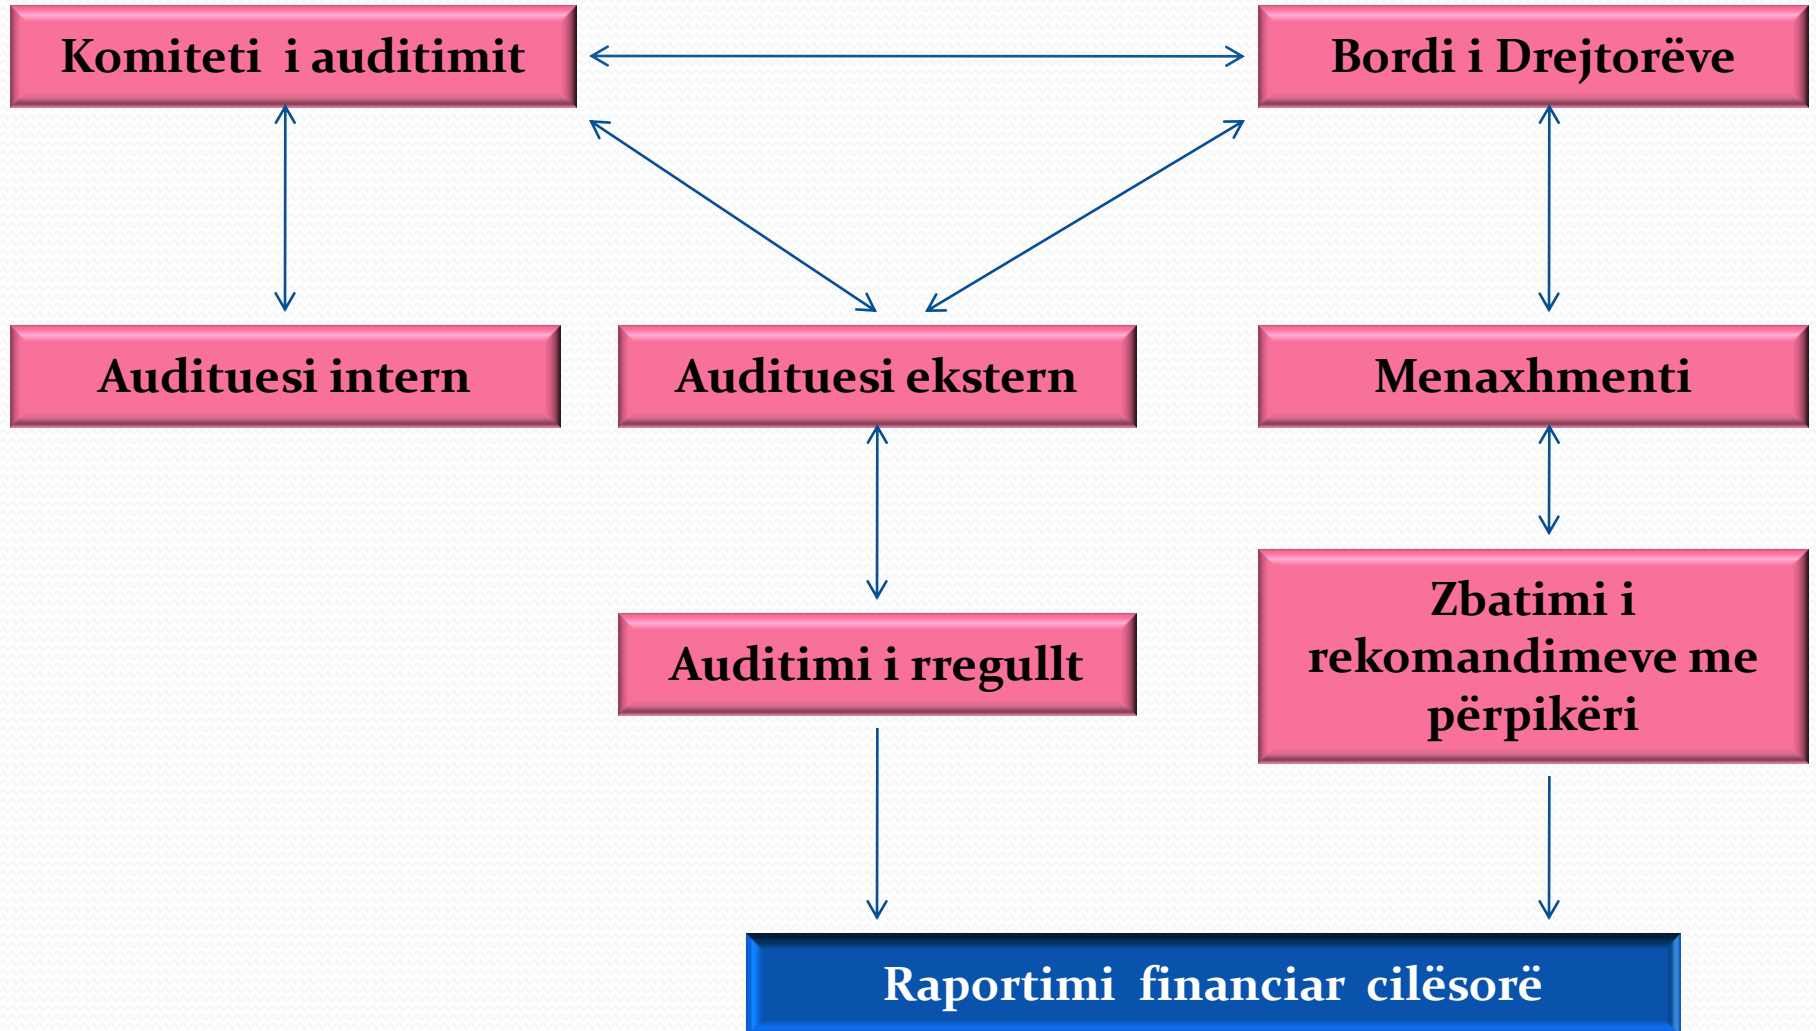 Komiteti i auditimit
Bordi i Drejtorëve
Audituesi intern
Audituesi ekstern
Menaxhmenti
Auditimi i rregullt
Zbatimi i
rekomandimeve me
përpikëri
Raportimi financiar cilësorë